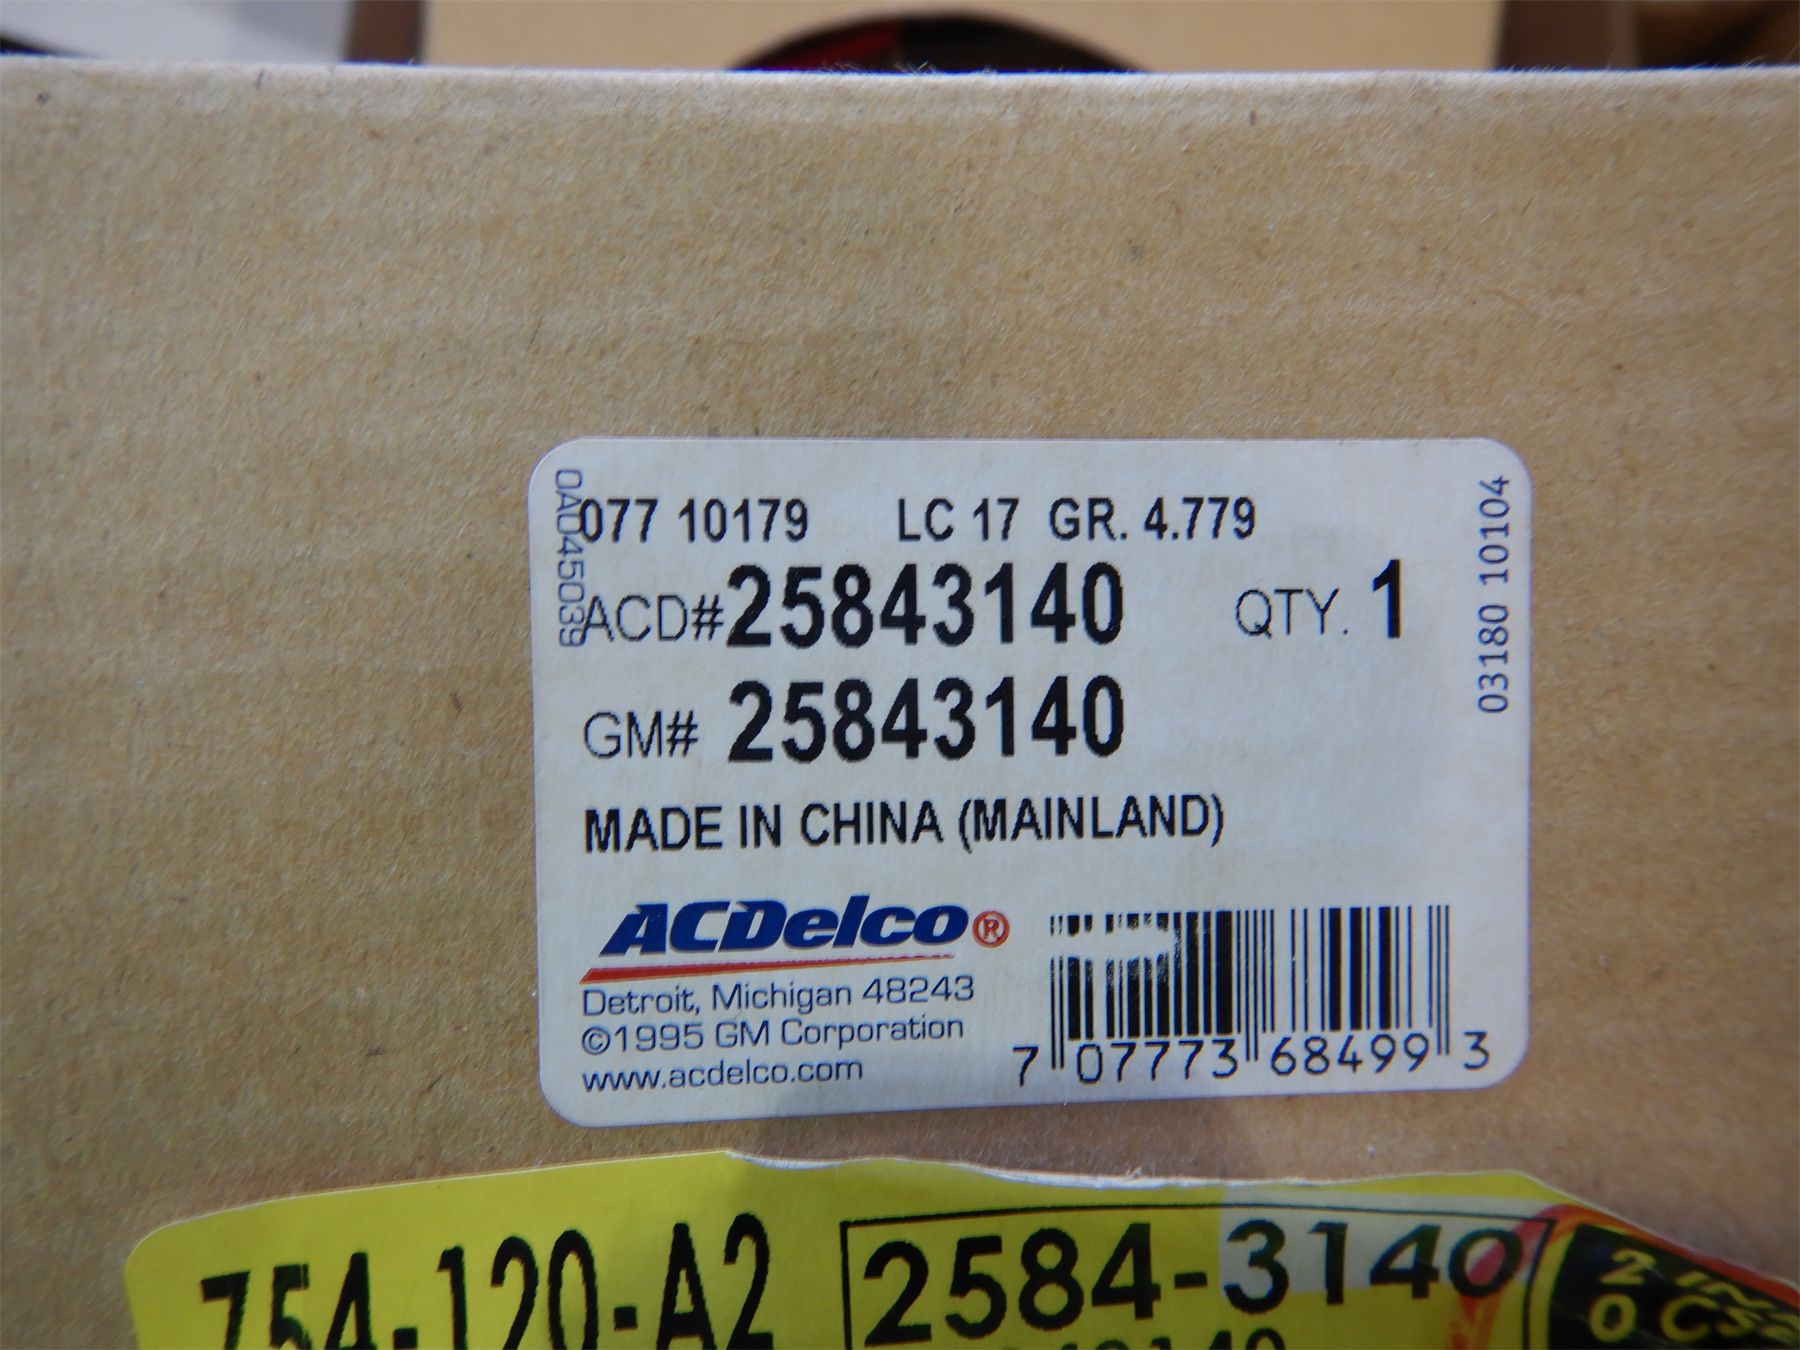 0A045039
077 10179 LC 17 GR. 4.779
ACD# 25843140 QTY. 1
GM# 25843140
MADE IN CHINA (MAINLAND)
03180 10104
ACDelco®
Detroit, Michigan 48243
©1995 GM Corporation
www.acdelco.com
7 07773 68499 3
754-120-A2
2584-3140